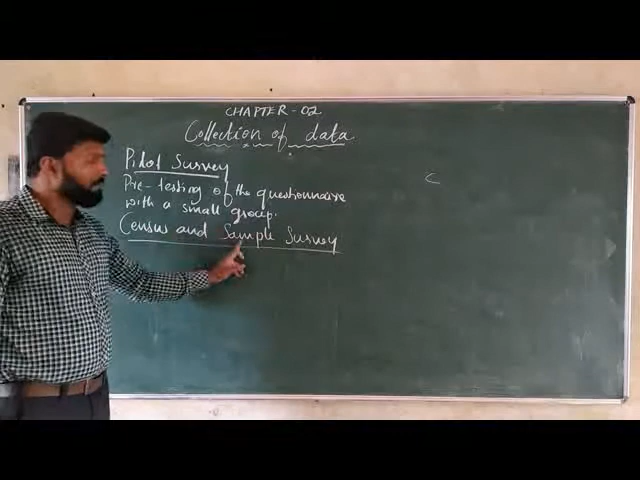 CHAPTER-02
Collection of data
Pilot Survey
Pre-testing of the questionnaire
with a small group.
Census and Sample Survey
C